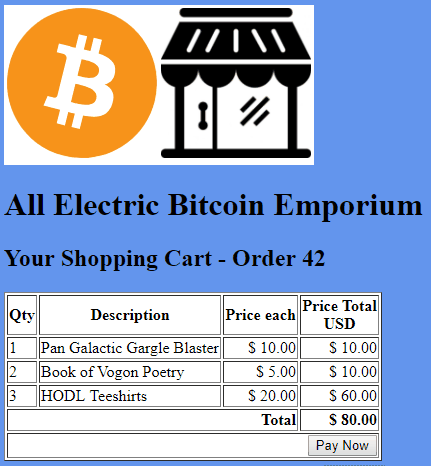 All Electric Bitcoin Emporium
Your Shopping Cart - Order 42
Qty Description Price each Price Total
USD
1 Pan Galactic Gargle Blaster $ 10.00 $ 10.00
2 Book of Vogon Poetry $ 5.00 $ 10.00
3 HODL Teeshirts $ 20.00 $ 60.00
Total $ 80.00
Pay Now